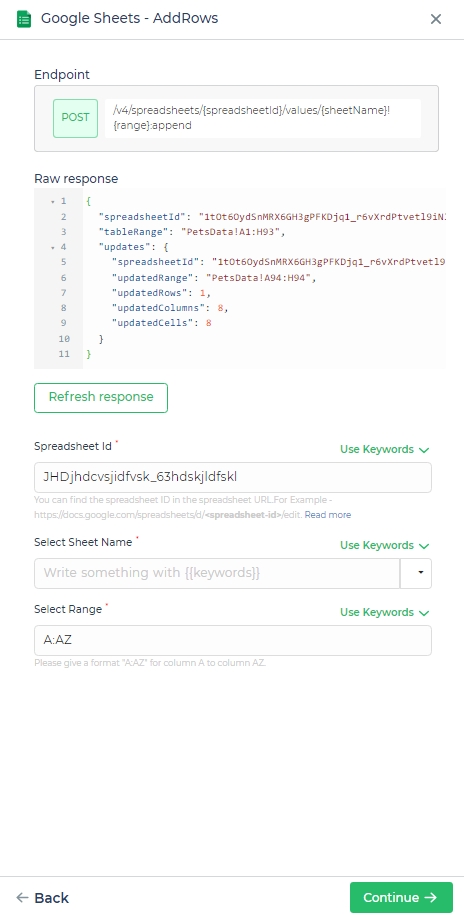 Google Sheets - AddRows
Endpoint
POST
/v4/spreadsheets/{spreadsheetId}/values/{sheetName}!
{range}:append
Raw response
1 {
2 "spreadsheetId": "1tOt6OydSnMRX6GH3gPFKDjq1_r6vXrdPtvetl9iN
3 "tableRange": "PetsData!A1:H93",
4 "updates": {
5 "spreadsheetId": "1tOt6OydSnMRX6GH3gPFKDjq1_r6vXrdPtvetl9
6 "updatedRange": "PetsData!A94:H94",
7 "updatedRows": 1,
8 "updatedColumns": 8,
9 "updatedCells": 8
10 }
11 }
Refresh response
Spreadsheet Id *
Use Keywords
JHDjhdcvsjidfvsk_63hdskjldfskl
You can find the spreadsheet ID in the spreadsheet URL.For Example -
https://docs.google.com/spreadsheets/d/<spreadsheet-id>/edit. Read more
Select Sheet Name *
Use Keywords
Write something with {{keywords}}
Select Range *
Use Keywords
A:AZ
Please give a format "A:AZ" for column A to column AZ.
Back
Continue